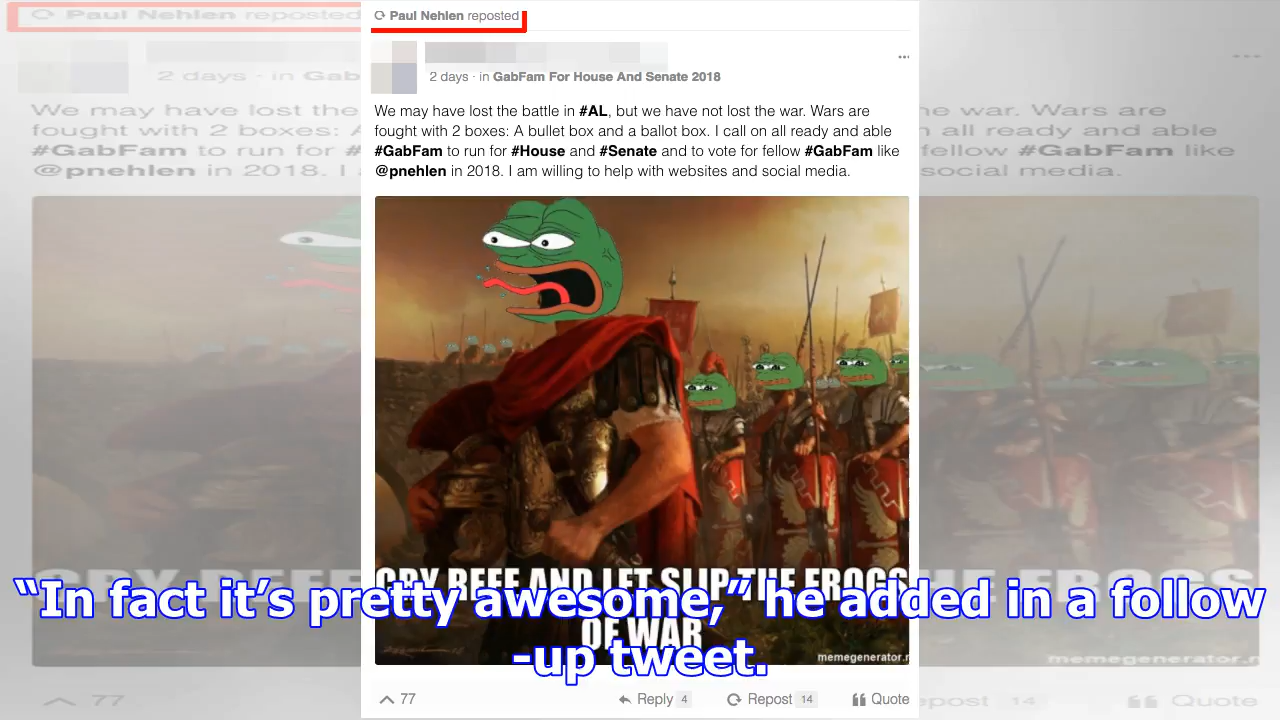 Paul Nehlen reposted
2 days · in GabFam For House And Senate 2018
We may have lost the battle in #AL, but we have not lost the war. Wars are
fought with 2 boxes: A bullet box and a ballot box. I call on all ready and able
#GabFam to run for #House and #Senate and to vote for fellow #GabFam like
@pnehlen in 2018. I am willing to help with websites and social media.
CRY REEE AND LET SLIP THE FROGS
OF WAR
memegenerator.n
“In fact it’s pretty awesome,” he added in a follow
-up tweet.
77 Reply 4 Repost 14 Quote